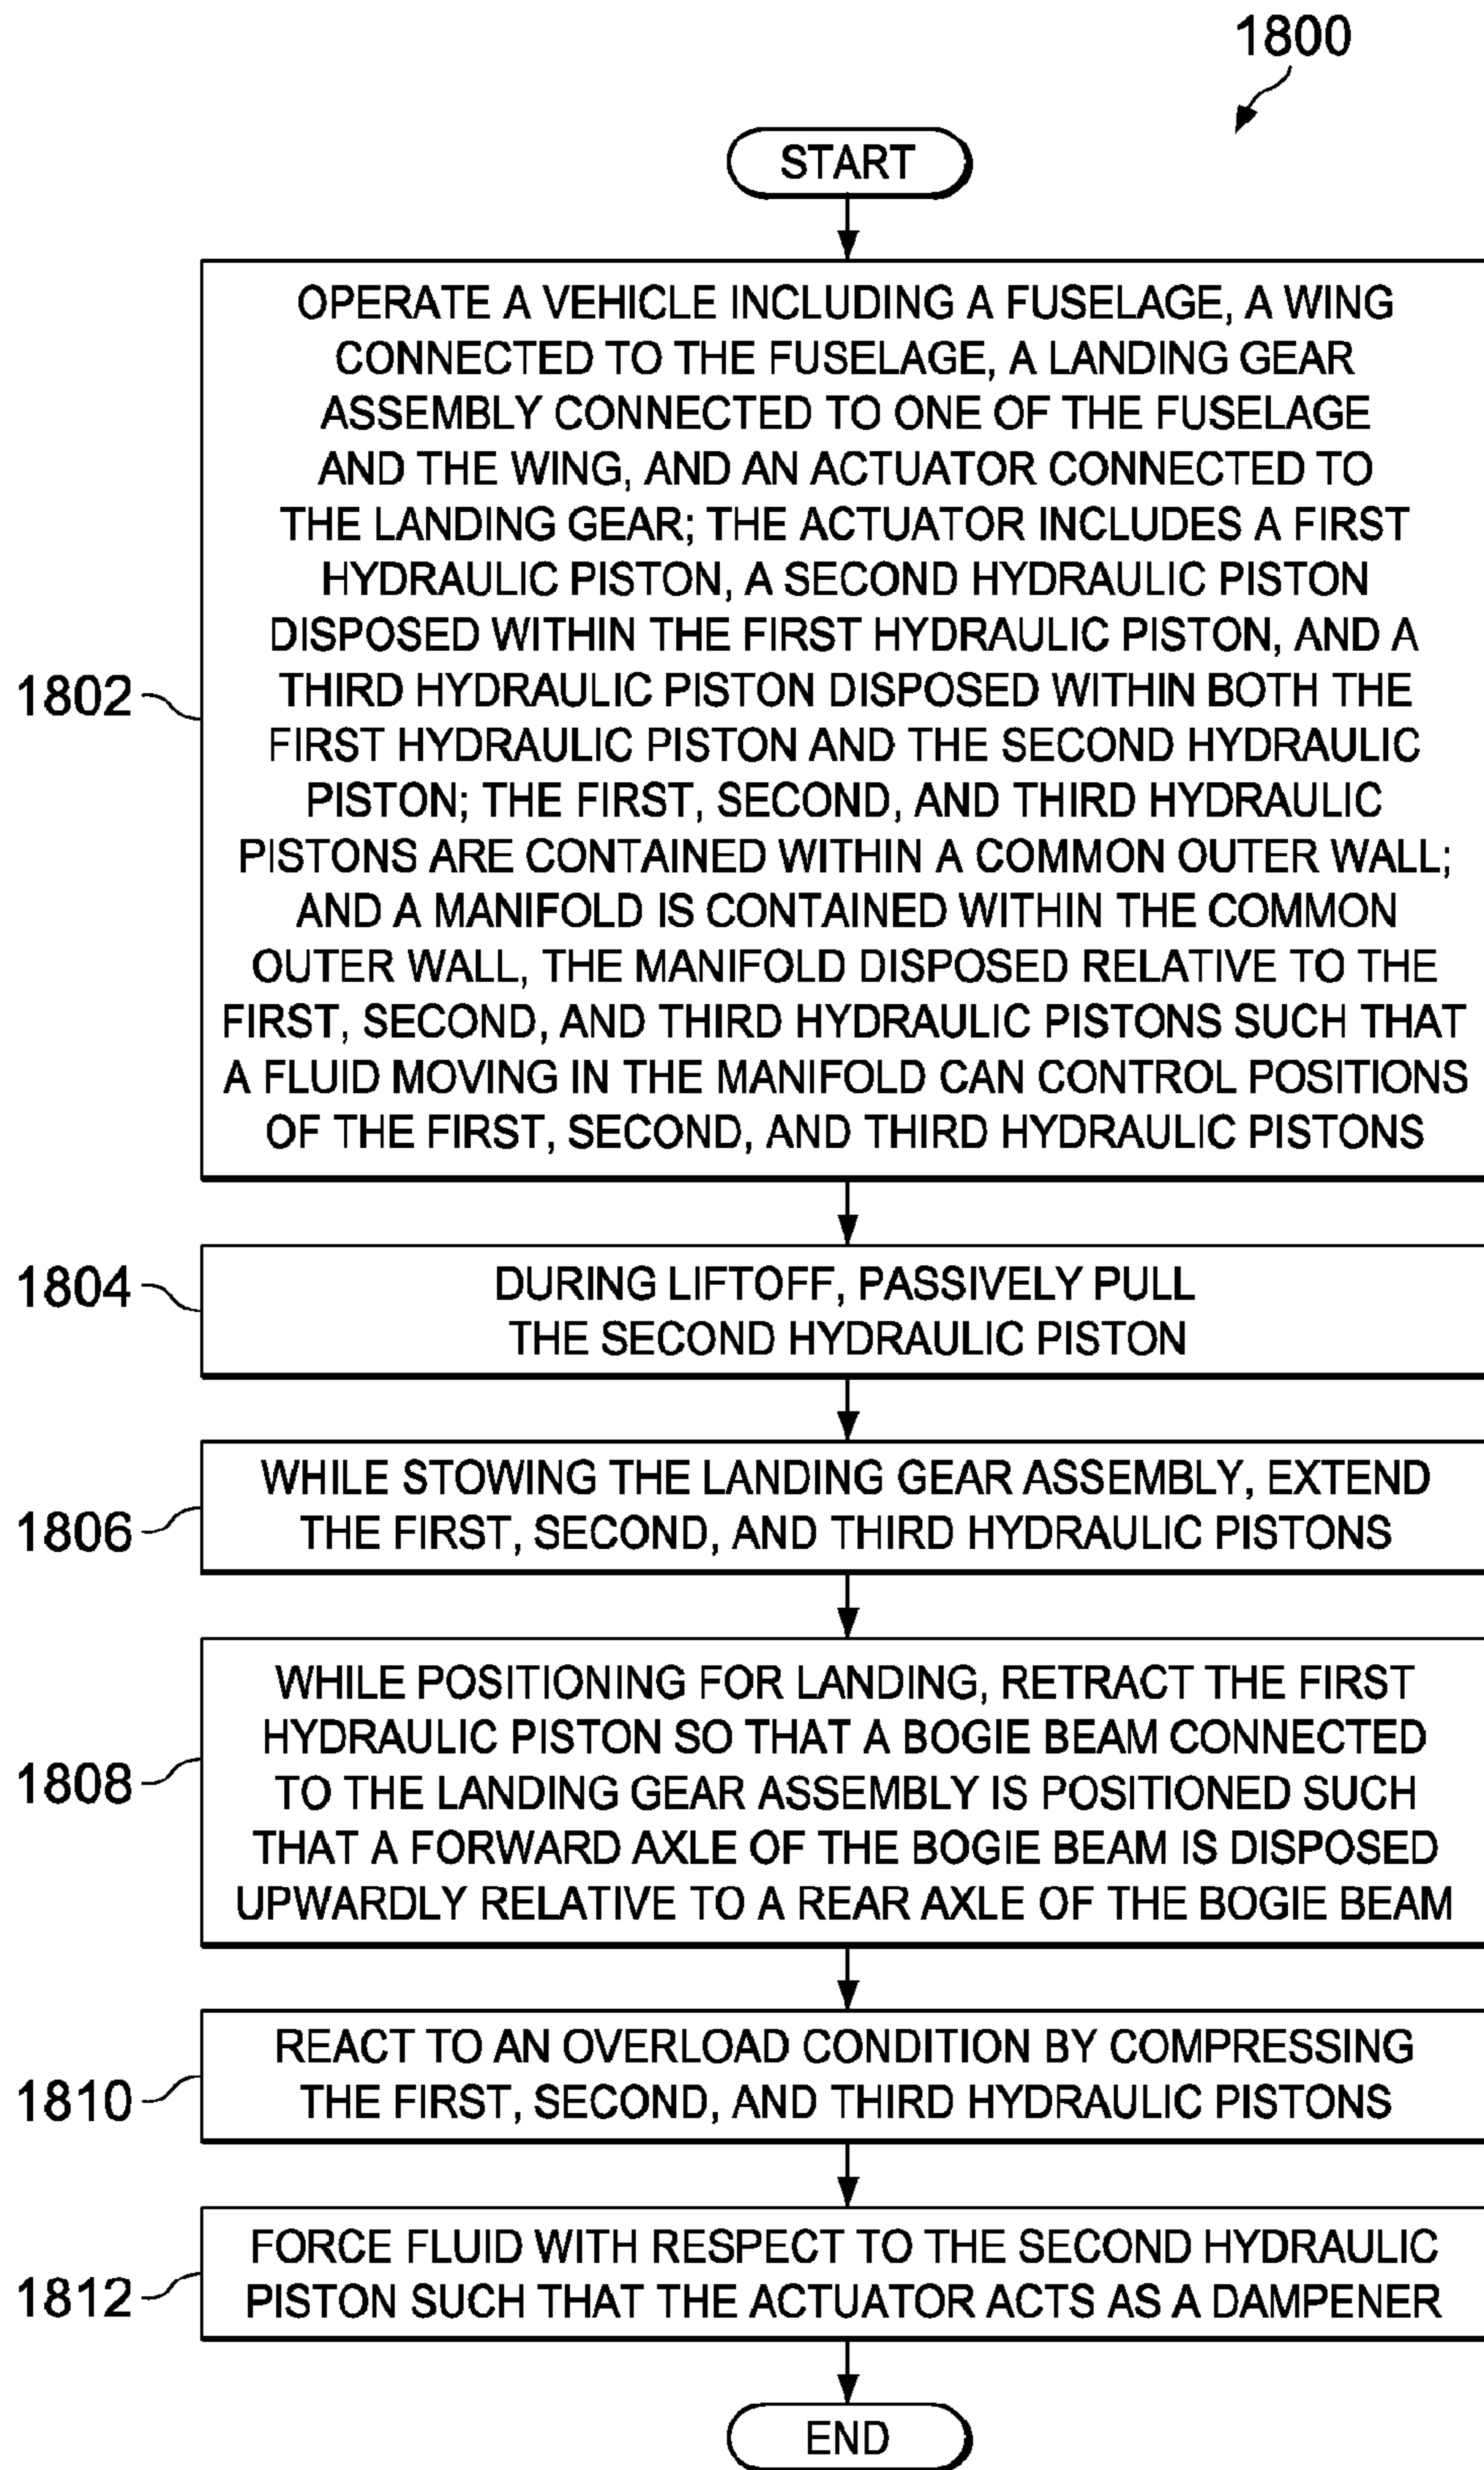 1800
START
1802
OPERATE A VEHICLE INCLUDING A FUSELAGE, A WING
CONNECTED TO THE FUSELAGE, A LANDING GEAR
ASSEMBLY CONNECTED TO ONE OF THE FUSELAGE
AND THE WING, AND AN ACTUATOR CONNECTED TO
THE LANDING GEAR; THE ACTUATOR INCLUDES A FIRST
HYDRAULIC PISTON, A SECOND HYDRAULIC PISTON
DISPOSED WITHIN THE FIRST HYDRAULIC PISTON, AND A
THIRD HYDRAULIC PISTON DISPOSED WITHIN BOTH THE
FIRST HYDRAULIC PISTON AND THE SECOND HYDRAULIC
PISTON; THE FIRST, SECOND, AND THIRD HYDRAULIC
PISTONS ARE CONTAINED WITHIN A COMMON OUTER WALL;
AND A MANIFOLD IS CONTAINED WITHIN THE COMMON
OUTER WALL, THE MANIFOLD DISPOSED RELATIVE TO THE
FIRST, SECOND, AND THIRD HYDRAULIC PISTONS SUCH THAT
A FLUID MOVING IN THE MANIFOLD CAN CONTROL POSITIONS
OF THE FIRST, SECOND, AND THIRD HYDRAULIC PISTONS
1804
DURING LIFTOFF, PASSIVELY PULL
THE SECOND HYDRAULIC PISTON
1806
WHILE STOWING THE LANDING GEAR ASSEMBLY, EXTEND
THE FIRST, SECOND, AND THIRD HYDRAULIC PISTONS
1808
WHILE POSITIONING FOR LANDING, RETRACT THE FIRST
HYDRAULIC PISTON SO THAT A BOGIE BEAM CONNECTED
TO THE LANDING GEAR ASSEMBLY IS POSITIONED SUCH
THAT A FORWARD AXLE OF THE BOGIE BEAM IS DISPOSED
UPWARDLY RELATIVE TO A REAR AXLE OF THE BOGIE BEAM
1810
REACT TO AN OVERLOAD CONDITION BY COMPRESSING
THE FIRST, SECOND, AND THIRD HYDRAULIC PISTONS
1812
FORCE FLUID WITH RESPECT TO THE SECOND HYDRAULIC
PISTON SUCH THAT THE ACTUATOR ACTS AS A DAMPENER
END